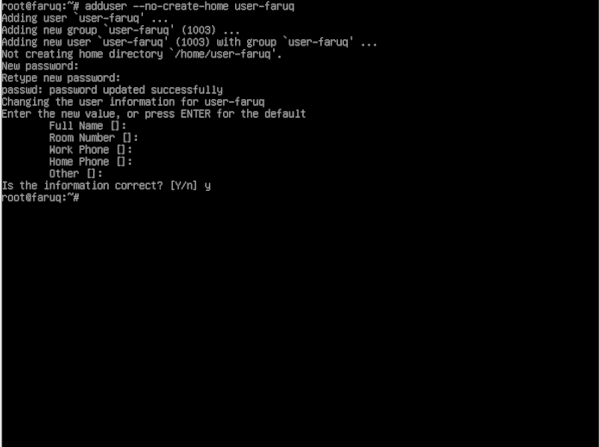 root@faruq:~# adduser --no-create-home user-faruq
Adding user `user-faruq' ...
Adding new group `user-faruq' (1003) ...
Adding new user `user-faruq' (1003) with group `user-faruq' ...
Not creating home directory `/home/user-faruq'.
New password:
Retype new password:
passwd: password updated successfully
Changing the user information for user-faruq
Enter the new value, or press ENTER for the default
        Full Name []:
        Room Number []:
        Work Phone []:
        Home Phone []:
        Other []:
Is the information correct? [Y/n] y
root@faruq:~#